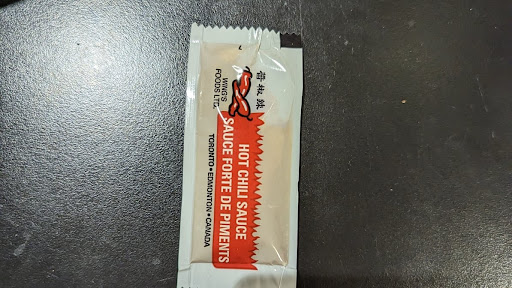 辣椒醬
WING'S
FOODS LTD.
HOT CHILI SAUCE
SAUCE FORTE DE PIMENTS
TORONTO•EDMONTON•CANADA